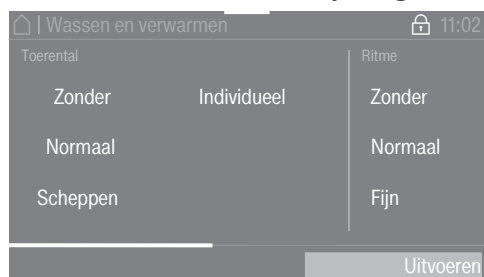 Wassen en verwarmen 11:02
Toerental Ritme
Zonder Individueel Zonder
Normaal Normaal
Scheppen Fijn
Uitvoeren